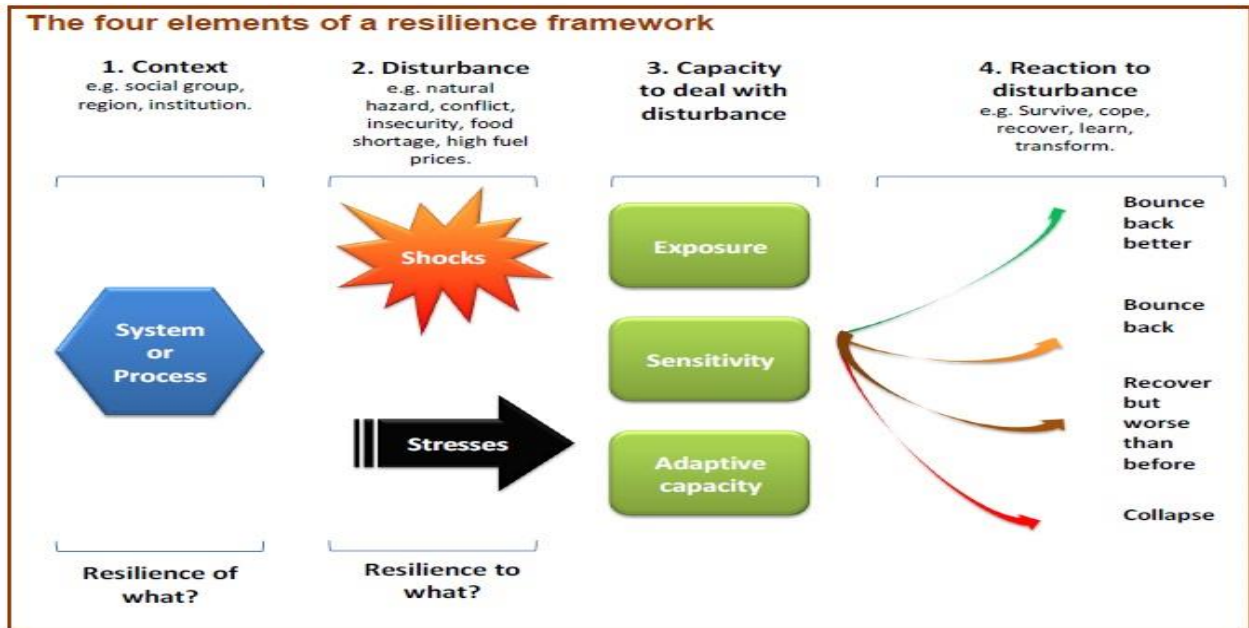 The four elements of a resilience framework
1. Context
e.g. social group,
region, institution.
2. Disturbance
e.g. natural
hazard, conflict,
insecurity, food
shortage, high fuel
prices.
3. Capacity
to deal with
disturbance
4. Reaction to
disturbance
e.g. Survive, cope,
recover, learn,
transform.
System
or
Process
Shocks
Stresses
Exposure
Sensitivity
Adaptive
capacity
Bounce
back
better
Bounce
back
Recover
but
worse
than
before
Collapse
Resilience of
what?
Resilience to
what?